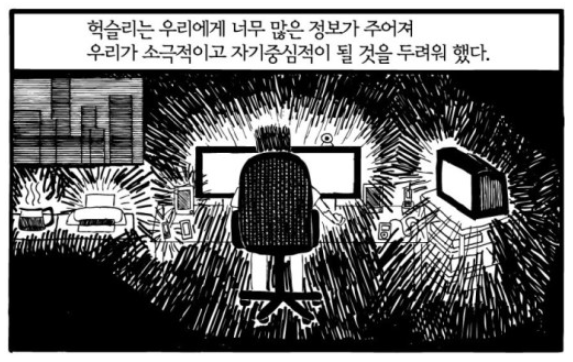 헉슬리는 우리에게 너무 많은 정보가 주어져
우리가 소극적이고 자기중심적이 될 것을 두려워 했다.